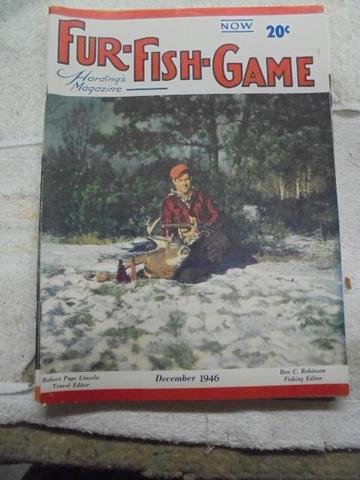 NOW
20¢
FUR-FISH-GAME
Harding's
Magazine
Robert Page Lincoln
Travel Editor
December 1946
Ben C. Robinson
Fishing Editor